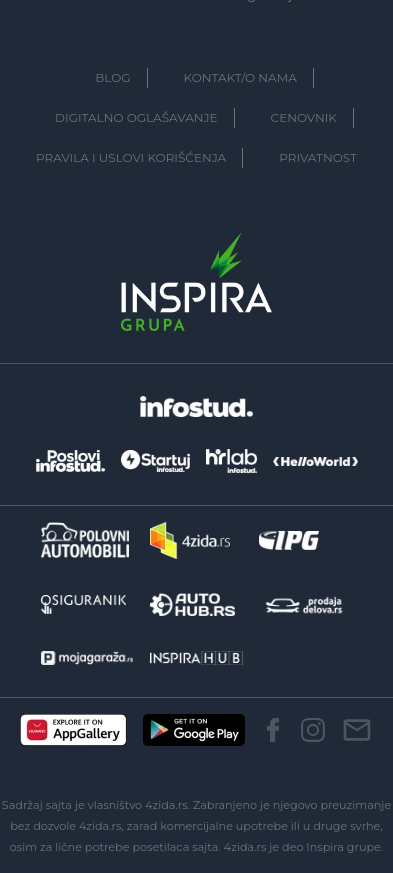 BLOG
KONTAKT/O NAMA
DIGITALNO OGLAŠAVANJE
CENOVNIK
PRAVILA I USLOVI KORIŠĆENJA
PRIVATNOST
INSPIRA
GRUPA
infostud.
Poslovi
infostud.
Startuj
infostud.
hrlab
infostud.
HelloWorld
POLOVNI
AUTOMOBILI
4zida.rs
IPG
OSIGURANIK
AUTO
HUB.RS
prodaja
delova.rs
mojagaraža.rs
INSPIRA HUB
HUAWEI
EXPLORE IT ON
AppGallery
GET IT ON
Google Play
Sadržaj sajta je vlasništvo 4zida.rs. Zabranjeno je njegovo preuzimanje
bez dozvole 4zida.rs, zarad komercijalne upotrebe ili u druge svrhe,
osim za lične potrebe posetilaca sajta. 4zida.rs je deo Inspira grupe.